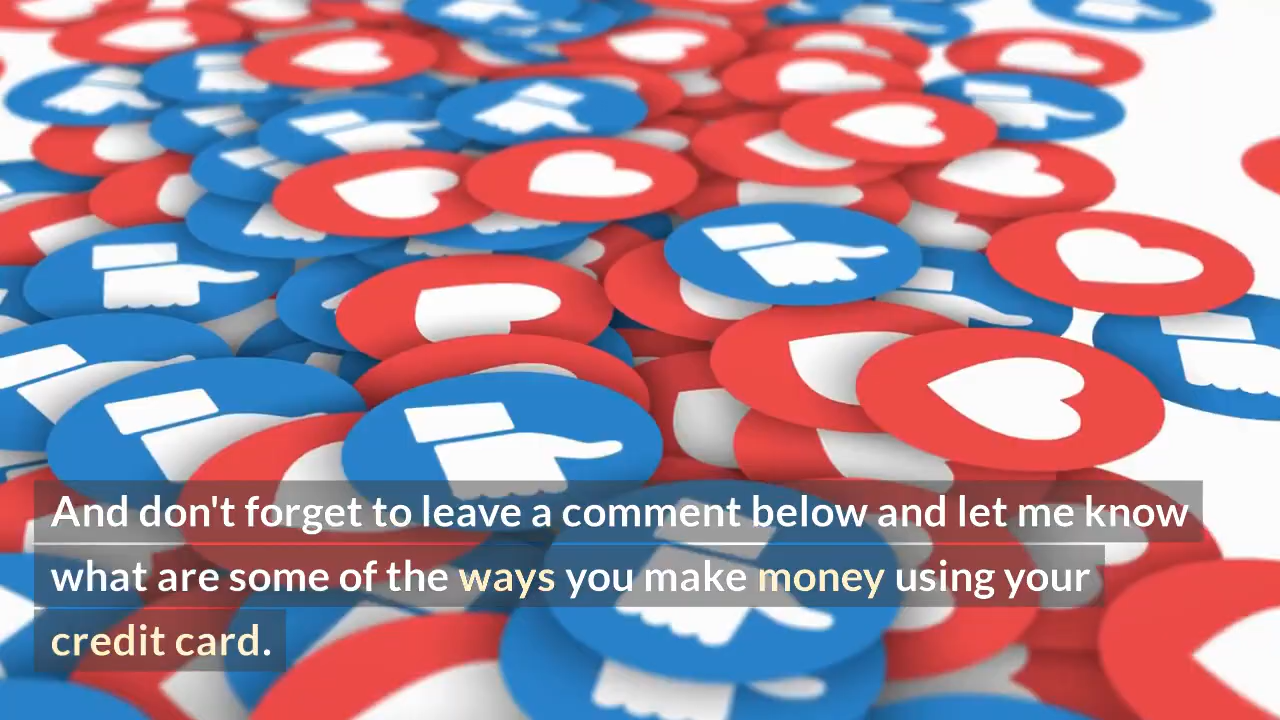 And don't forget to leave a comment below and let me know
what are some of the ways you make money using your
credit card.